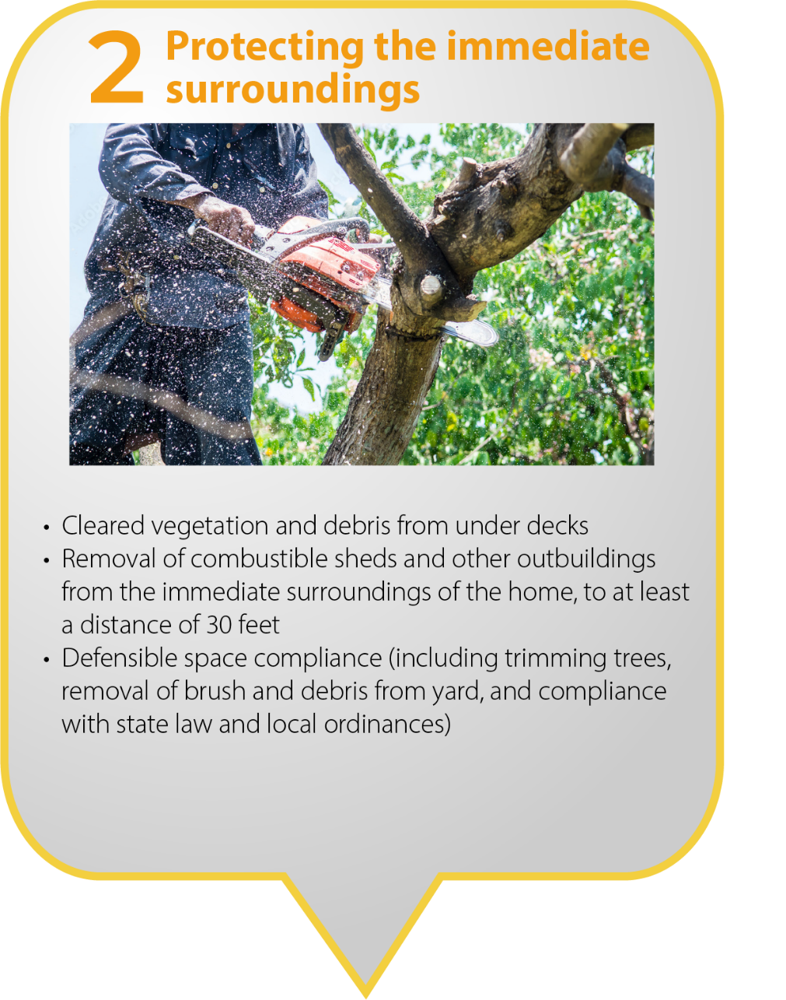 2 Protecting the immediate
surroundings
• Cleared vegetation and debris from under decks
• Removal of combustible sheds and other outbuildings
from the immediate surroundings of the home, to at least
a distance of 30 feet
• Defensible space compliance (including trimming trees,
removal of brush and debris from yard, and compliance
with state law and local ordinances)